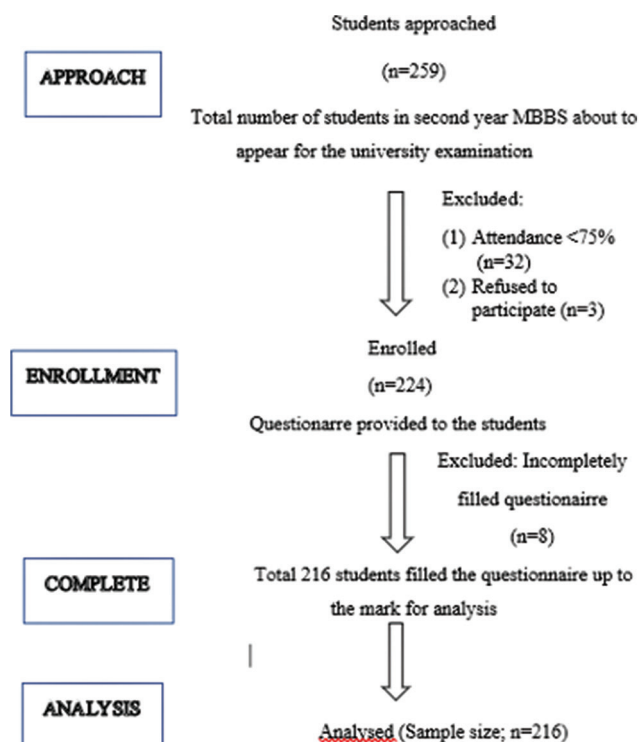 Students approached
APPROACH
(n=259)
Total number of students in second year MBBS about to
appear for the university examination
Excluded:
(1) Attendance <75%
(n=32)
(2) Refused to
participate (n=3)
Enrolled
ENROLLMENT
(n=224)
Questionarre provided to the students
Excluded: Incompletely
filled questionairre
(n=8)
COMPLETE
Total 216 students filled the questionnaire up to
the mark for analysis
ANALYSIS
Analysed (Sample size; n=216)